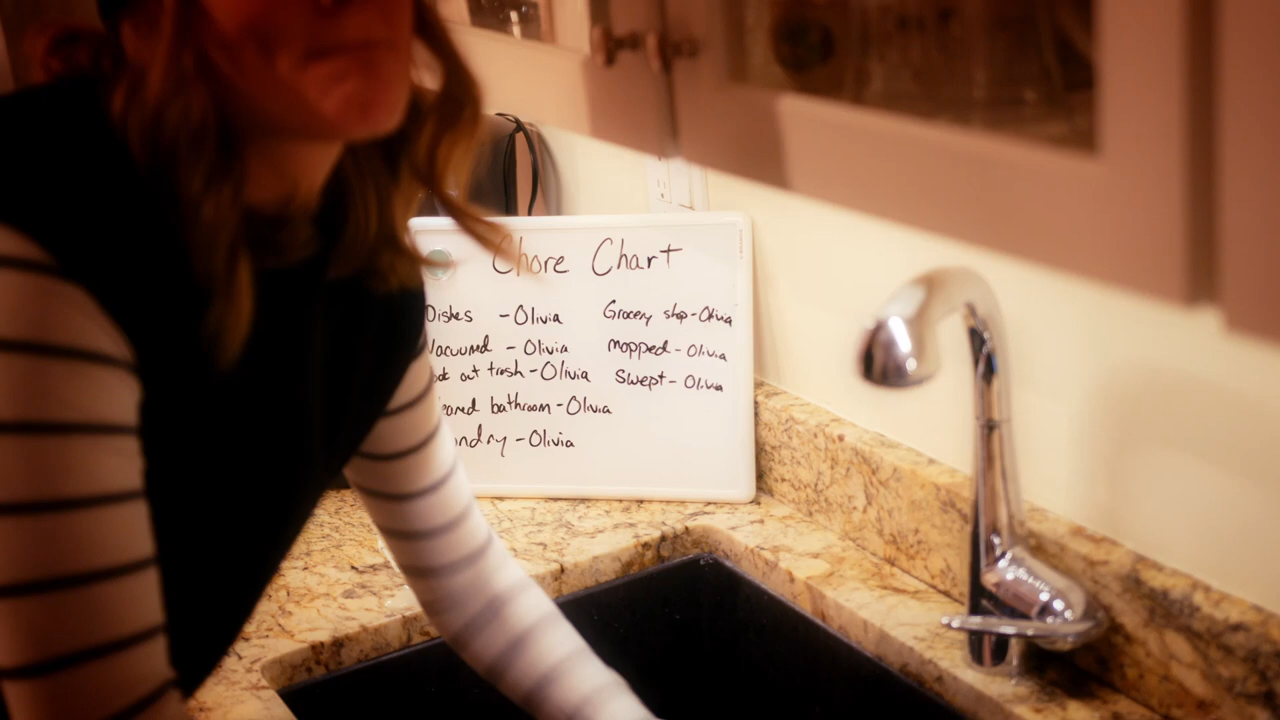 Chore Chart
Dishes - Olivia
Vacuumed - Olivia
out trash - Olivia
bathroom - Olivia
- Olivia
Grocery shop - Olivia
mopped - Olivia
Swept - Olivia